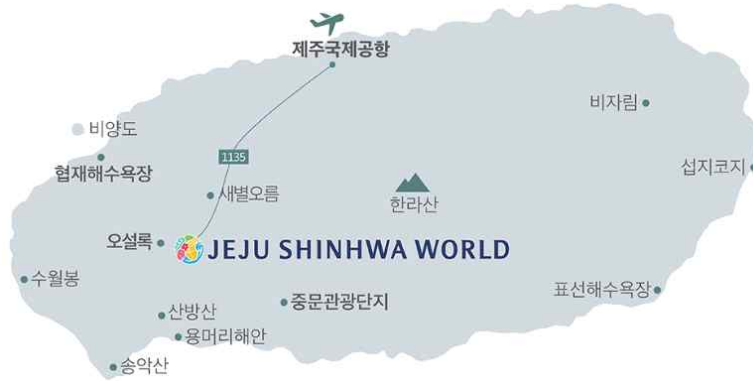 제주국제공항
비자림
비양도
1135
협재해수욕장
섭지코지
새별오름
한라산
오설록
JEJU SHINHWA WORLD
수월봉
표선해수욕장
중문관광단지
산방산
용머리해안
송악산